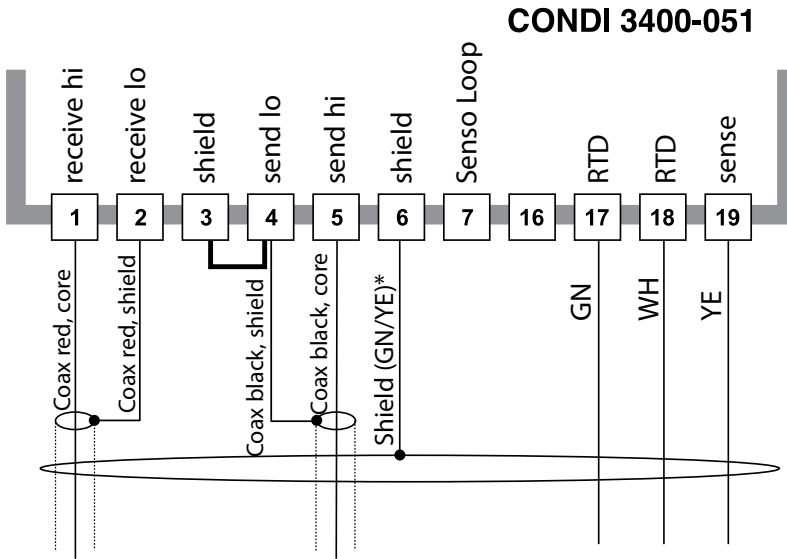 CONDI 3400-051
receive hi
receive lo
shield
send lo
send hi
shield
Senso Loop
RTD
RTD
sense
1
2
3
4
5
6
7
16
17
18
19
Coax red, core
Coax red, shield
Coax black, shield
Coax black, core
Shield (GN/YE)*
GN
WH
YE